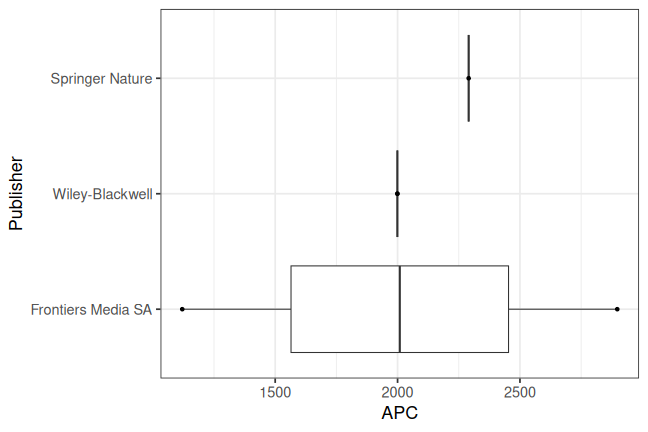 Springer Nature
Wiley-Blackwell
Frontiers Media SA
Publisher
1500
2000
2500
APC